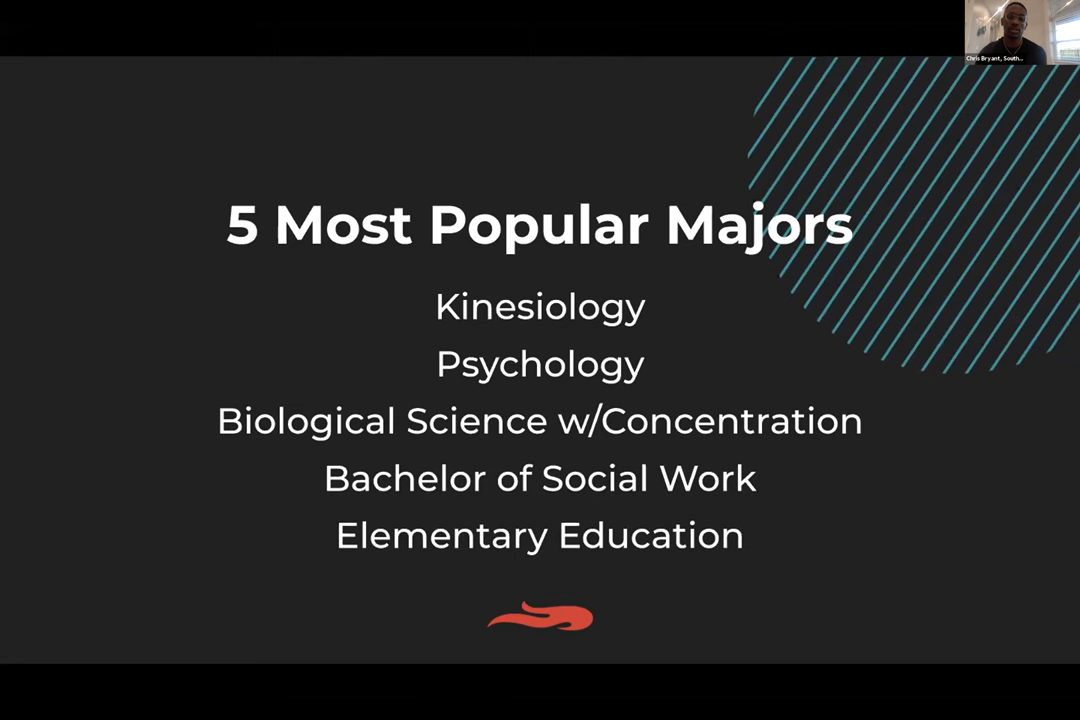 Chris Bryant, South...
5 Most Popular Majors
Kinesiology
Psychology
Biological Science w/Concentration
Bachelor of Social Work
Elementary Education